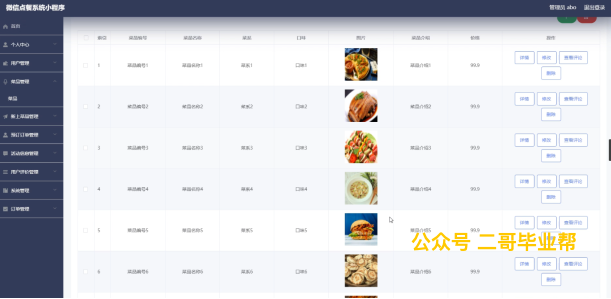 微信点餐系统小程序 管理员 abo 退出登录
首页
个人中心
用户管理
菜品管理
菜品
新上菜品管理
预订订单管理
活动信息管理
用户评价管理
系统管理
订单管理
索引 菜品编号 菜品名称 菜系 口味 图片 菜品介绍 价格 操作
1 菜品编号1 菜品名称1 菜系1 口味1 菜品介绍1 99.9 详情 修改 查看评论 删除
2 菜品编号2 菜品名称2 菜系2 口味2 菜品介绍2 99.9 详情 修改 查看评论 删除
3 菜品编号3 菜品名称3 菜系3 口味3 菜品介绍3 99.9 详情 修改 查看评论 删除
4 菜品编号4 菜品名称4 菜系4 口味4 菜品介绍4 99.9 详情 修改 查看评论 删除
5 菜品编号5 菜品名称5 菜系5 口味5 菜品介绍5 99.9 详情 修改 查看评论 删除
公众号 二哥毕业帮
6 菜品编号6 菜品名称6 菜系6 口味6 菜品介绍6 99.9 详情 修改 查看评论 删除